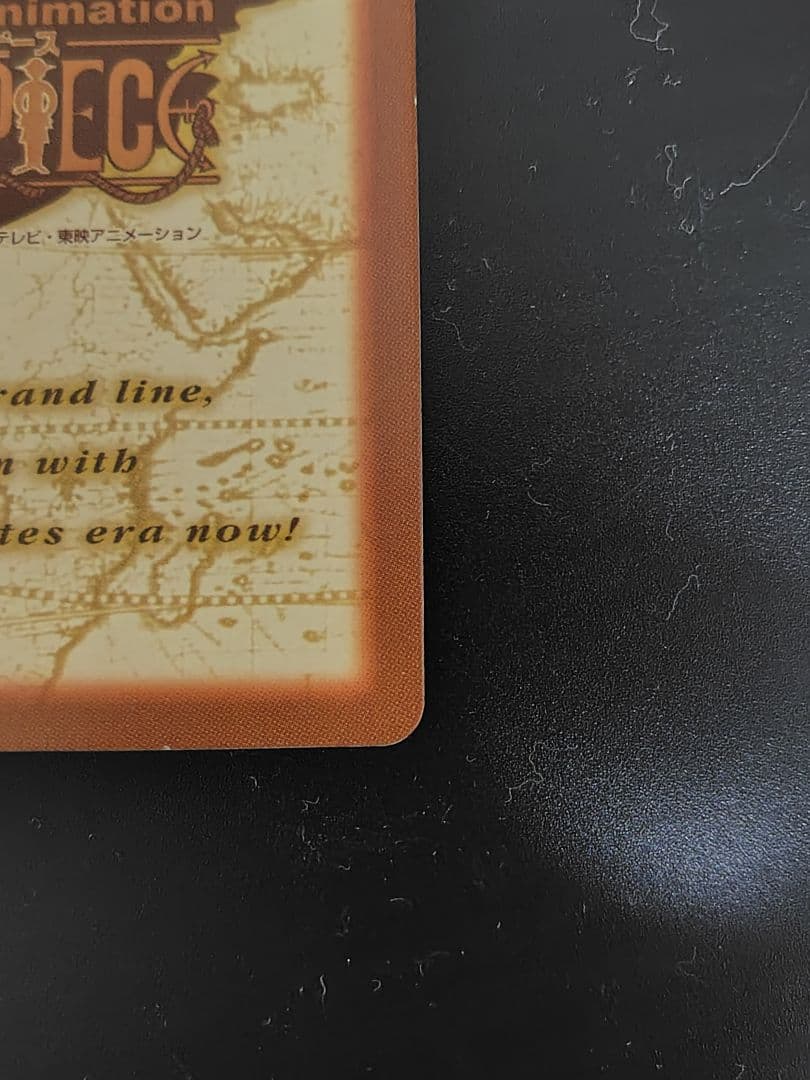 nimation
ピース
PIECE
テレビ・東映アニメーション
rand line,
n with
tes era now!